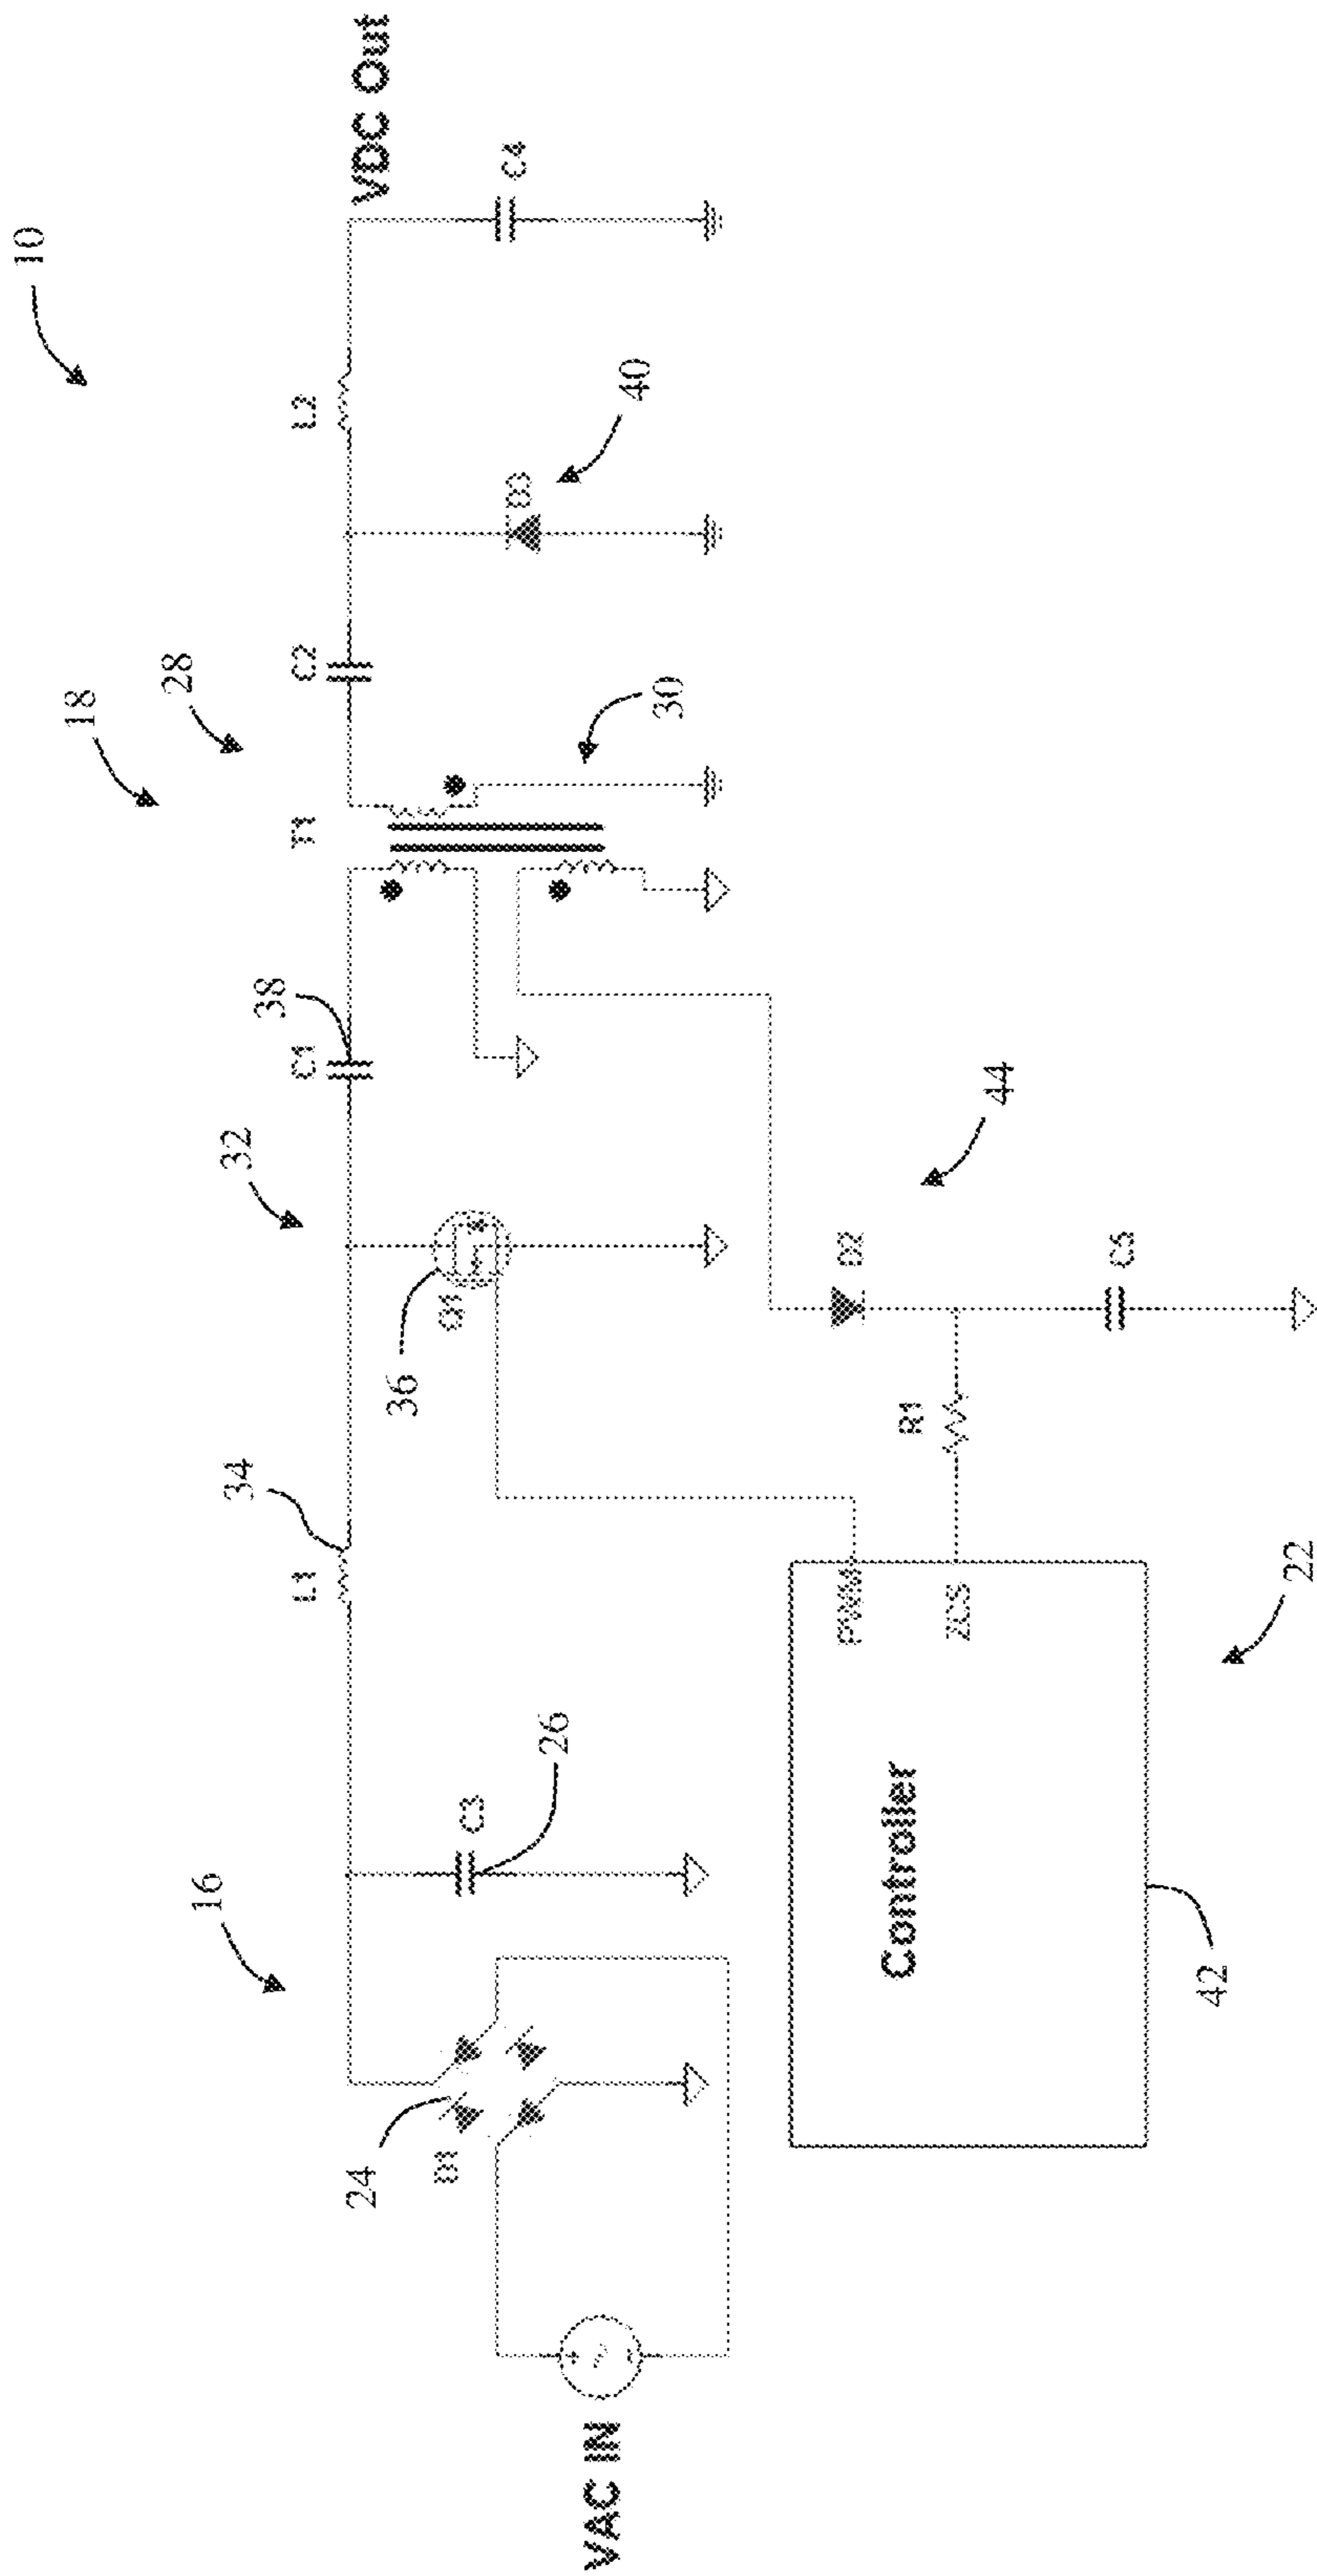 10
18
28
VDC Out
16
32
34
38
L1
C1
T1
C2
L2
24
D1
C3
26
36
Q1
30
D3
40
C4
VAC IN
44
Controller
PWM
ZCS
R1
D2
C5
42
22